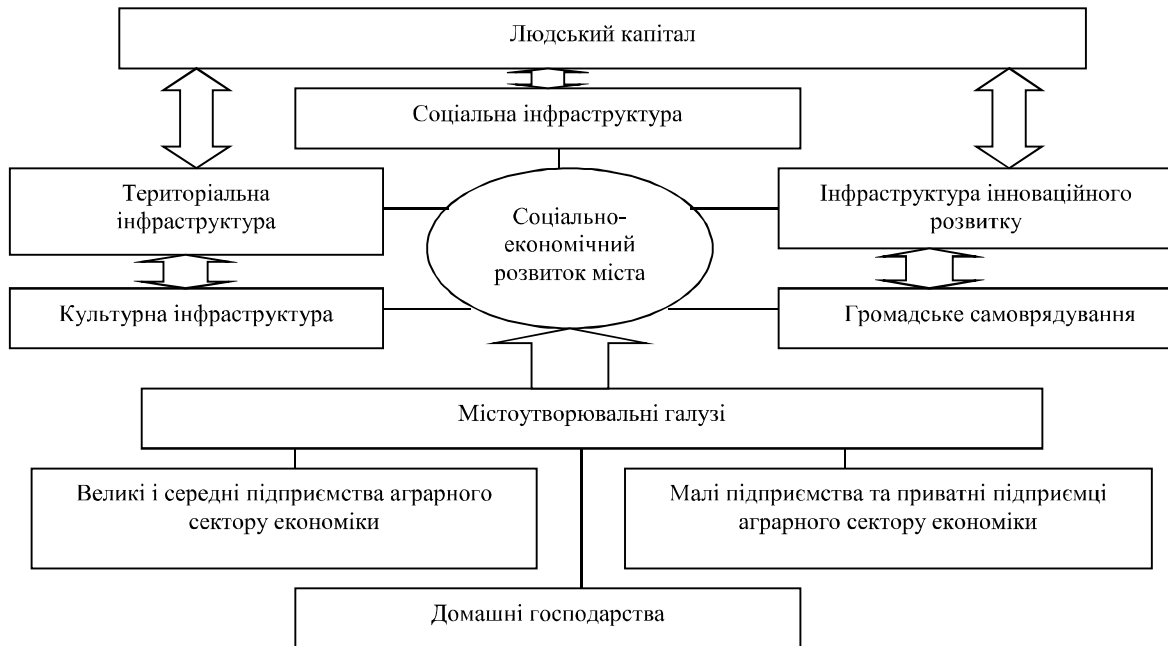 Людський капітал
Соціальна інфраструктура
Територіальна
інфраструктура
Соціально-
економічний
розвиток міста
Інфраструктура інноваційного
розвитку
Культурна інфраструктура
Громадське самоврядування
Містоутворювальні галузі
Великі і середні підприємства аграрного
сектору економіки
Малі підприємства та приватні підприємці
аграрного сектору економіки
Домашні господарства